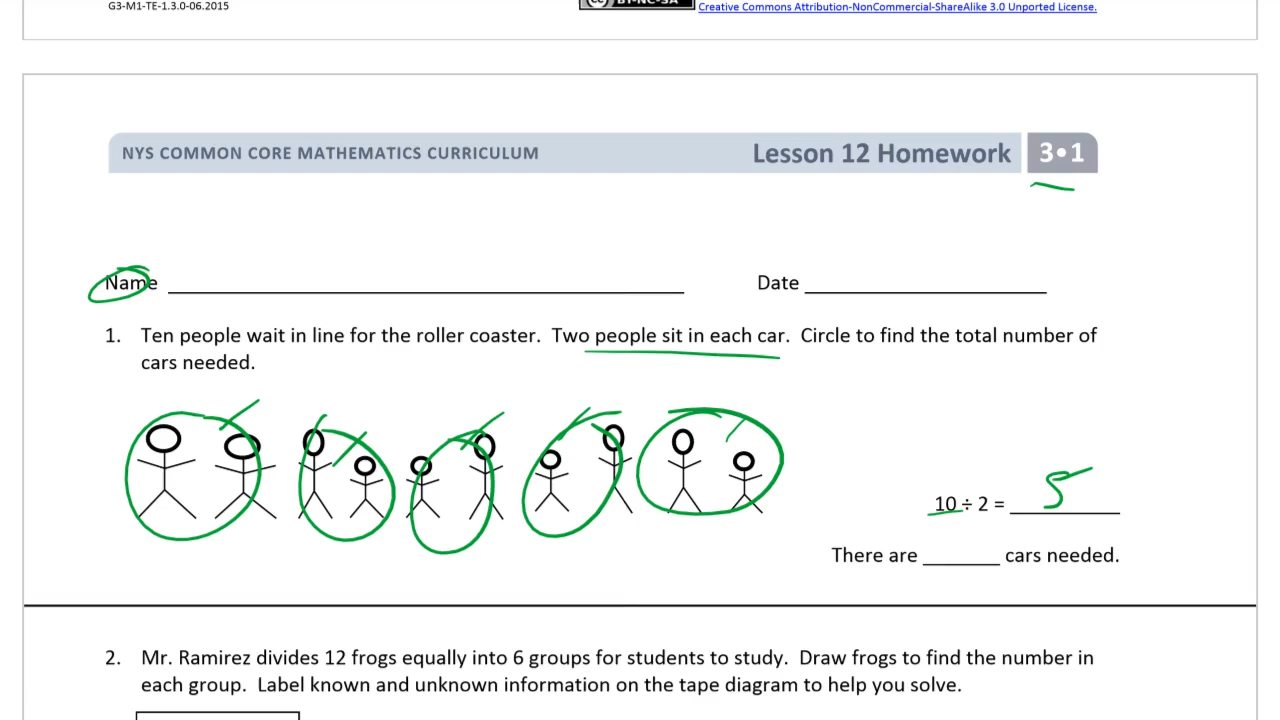 G3-M1-TE-1.3.0-06.2015
BY-NC-SA
Creative Commons Attribution-NonCommercial-ShareAlike 3.0 Unported License.
NYS COMMON CORE MATHEMATICS CURRICULUM
Lesson 12 Homework 3•1
Name
Date
1. Ten people wait in line for the roller coaster. Two people sit in each car. Circle to find the total number of
cars needed.
10 ÷ 2 = 5
There are ______ cars needed.
2. Mr. Ramirez divides 12 frogs equally into 6 groups for students to study. Draw frogs to find the number in
each group. Label known and unknown information on the tape diagram to help you solve.